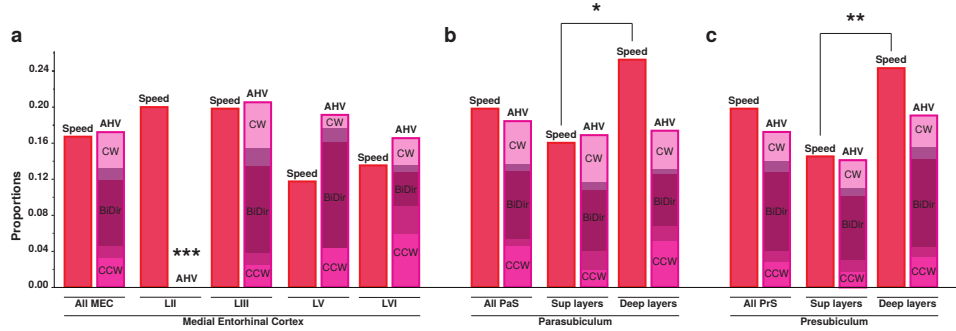 a
b
c
*
**
***
Proportions
0.24
0.20
0.16
0.12
0.08
0.04
0.00
Speed AHV
CW
BiDir
CCW
Speed
AHV
Speed AHV
CW
BiDir
CCW
Speed
AHV
CW
BiDir
CCW
Speed
AHV
CW
BiDir
CCW
Speed
AHV
CW
BiDir
CCW
Speed AHV
CW
BiDir
CCW
Speed
AHV
CW
BiDir
CCW
Speed
AHV
CW
BiDir
CCW
Speed
AHV
CW
BiDir
CCW
Speed
AHV
CW
BiDir
CCW
All MEC LII LIII LV LVI
Medial Entorhinal Cortex
All PaS Sup layers Deep layers
Parasubiculum
All PrS Sup layers Deep layers
Presubiculum